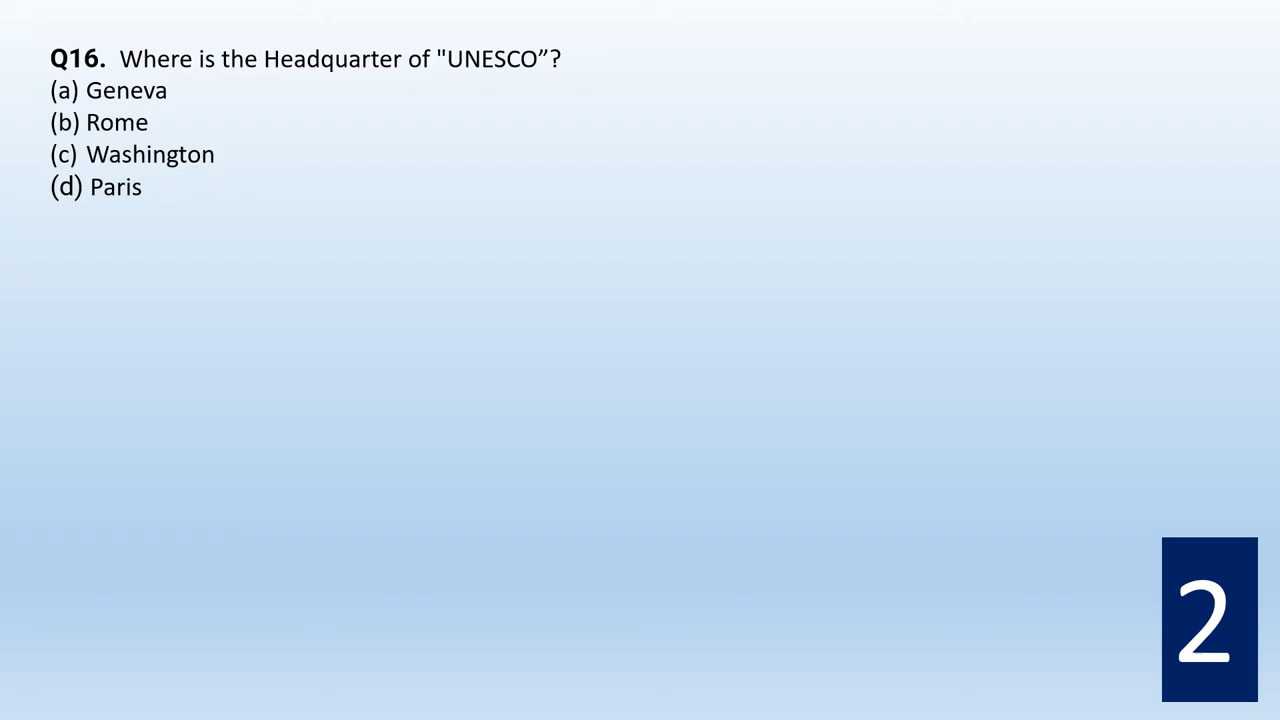 Q16. Where is the Headquarter of "UNESCO”?
(a) Geneva
(b) Rome
(c) Washington
(d) Paris
2